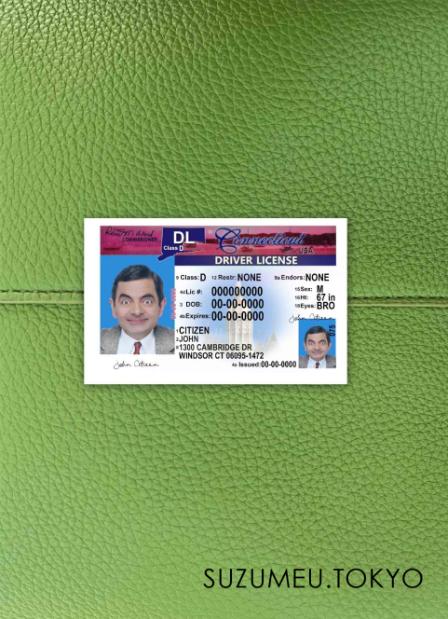 COMMISSIONER
DL
Class D
Connecticut
USA
DRIVER LICENSE
9 Class: D 12 Restr: NONE 9a Endors: NONE
4d Lic #: 000000000
15 Sex: M
3 DOB: 00-00-0000
16 Ht: 67 in
4b Expires: 00-00-0000
18 Eyes: BRO
1 CITIZEN
2 JOHN
8 1300 CAMBRIDGE DR
WINDSOR CT 06095-1472
4a Issued: 00-00-0000
John Citizen
John Citizen
SUZUMEU.TOKYO